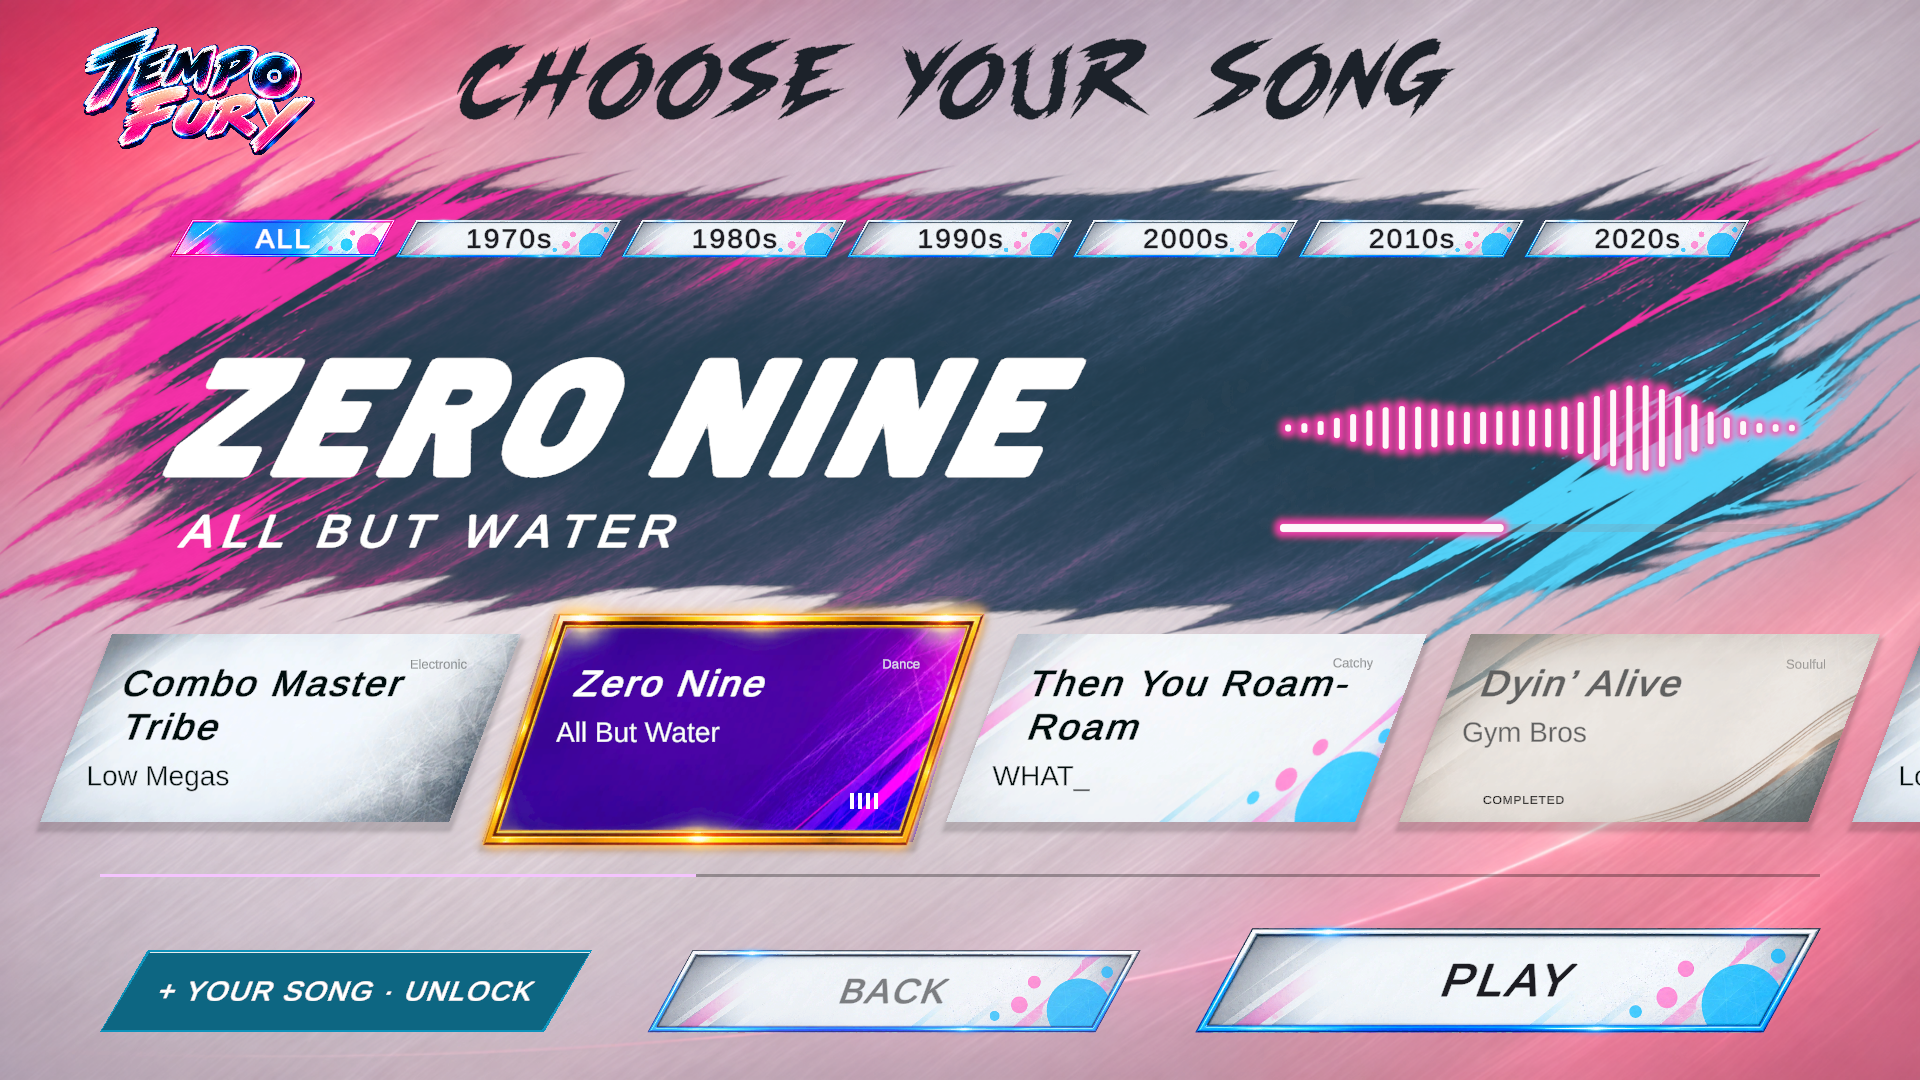 TEMPO
FURY
CHOOSE YOUR SONG
ALL
1970s
1980s
1990s
2000s
2010s
2020s
ZERO NINE
ALL BUT WATER
Combo Master
Tribe
Electronic
Low Megas
Zero Nine
Dance
All But Water
Then You Roam-
Roam
Catchy
WHAT_
Dyin’ Alive
Soulful
Gym Bros
COMPLETED
+ YOUR SONG · UNLOCK
BACK
PLAY